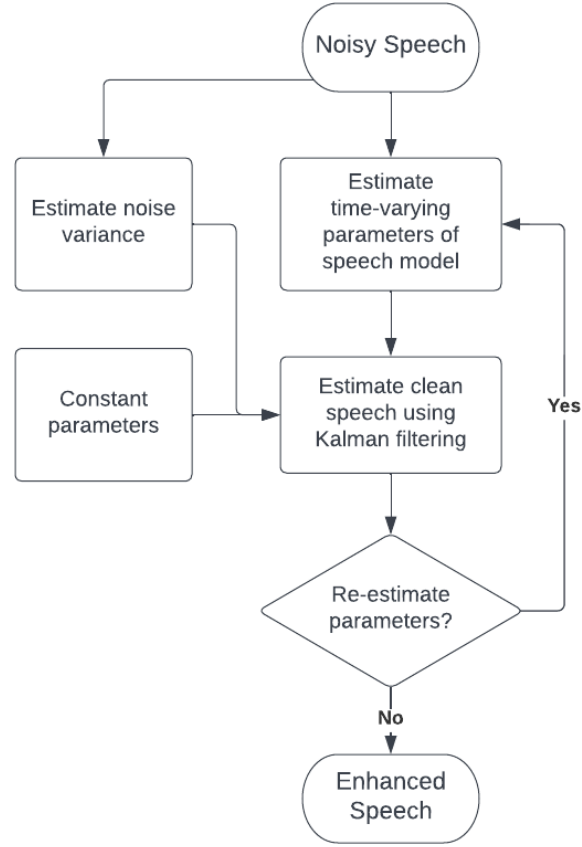 Noisy Speech
Estimate noise
variance
Estimate
time-varying
parameters of
speech model
Constant
parameters
Estimate clean
speech using
Kalman filtering
Yes
Re-estimate
parameters?
No
Enhanced
Speech